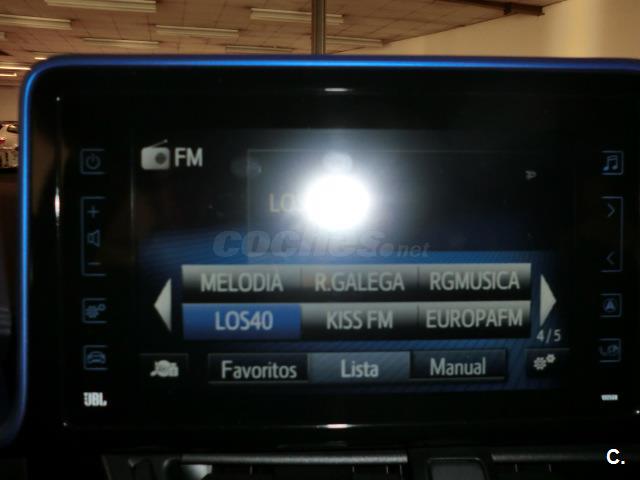 FM
LOS
coches.net
MELODIA R.GALEGA RGMUSICA
LOS40 KISS FM EUROPAFM
4/5
Favoritos Lista Manual
JBL
C.